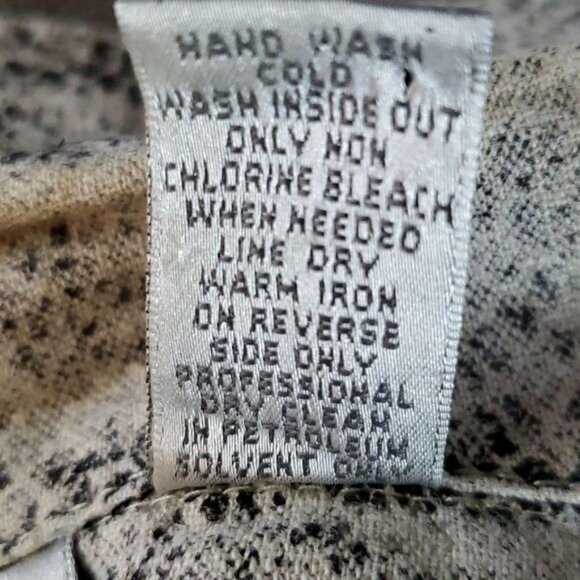 HAND WASH
COLD
WASH INSIDE OUT
ONLY NON
CHLORINE BLEACH
WHEN NEEDED
LINE DRY
WARM IRON
ON REVERSE
SIDE ONLY
PROFESSIONAL
DRY CLEAN
IN PETROLEUM
SOLVENT ONLY